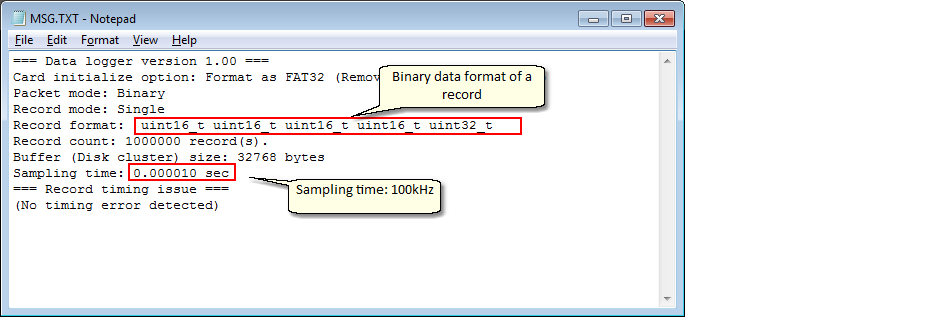 MSG.TXT - Notepad
File Edit Format View Help
=== Data logger version 1.00 ===
Card initialize option: Format as FAT32 (Remov
Binary data format of a
record
Packet mode: Binary
Record mode: Single
Record format: uint16_t uint16_t uint16_t uint16_t uint32_t
Record count: 1000000 record(s).
Buffer (Disk cluster) size: 32768 bytes
Sampling time: 0.000010 sec
Sampling time: 100kHz
=== Record timing issue ===
(No timing error detected)